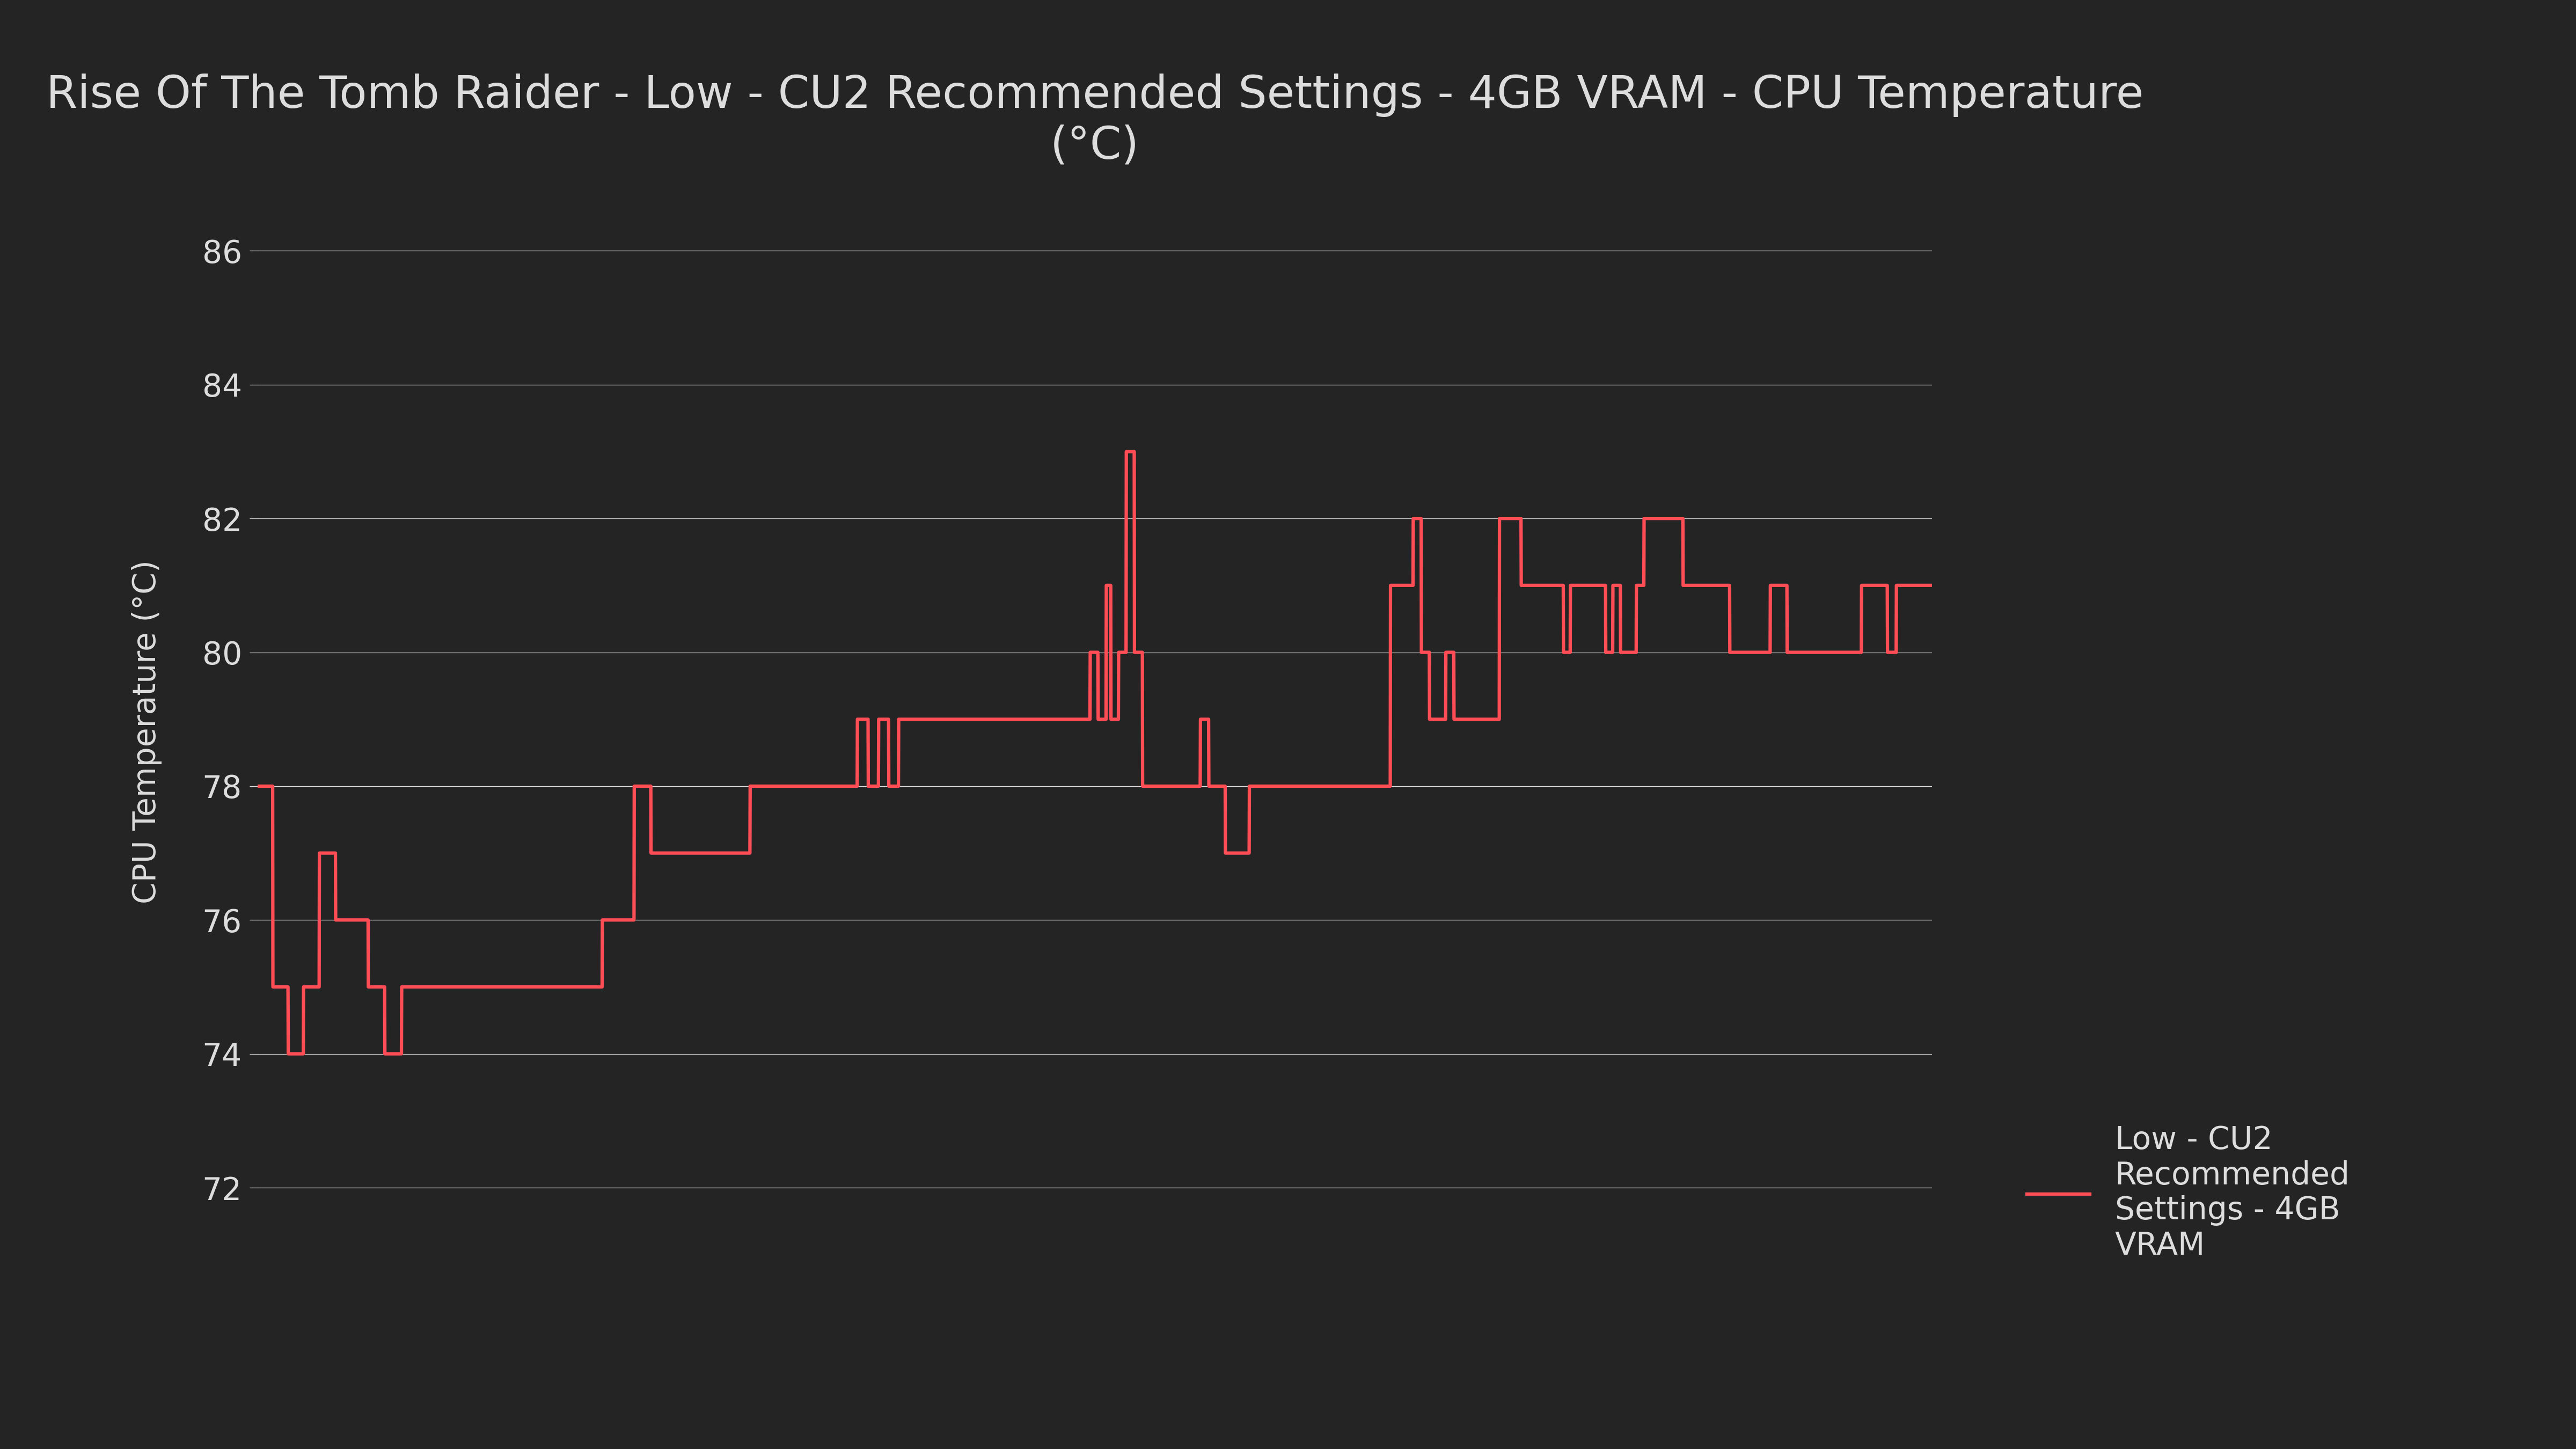 Rise Of The Tomb Raider - Low - CU2 Recommended Settings - 4GB VRAM - CPU Temperature
(°C)
86
84
82
80
78
76
74
72
CPU Temperature (°C)
Low - CU2
Recommended
Settings - 4GB
VRAM